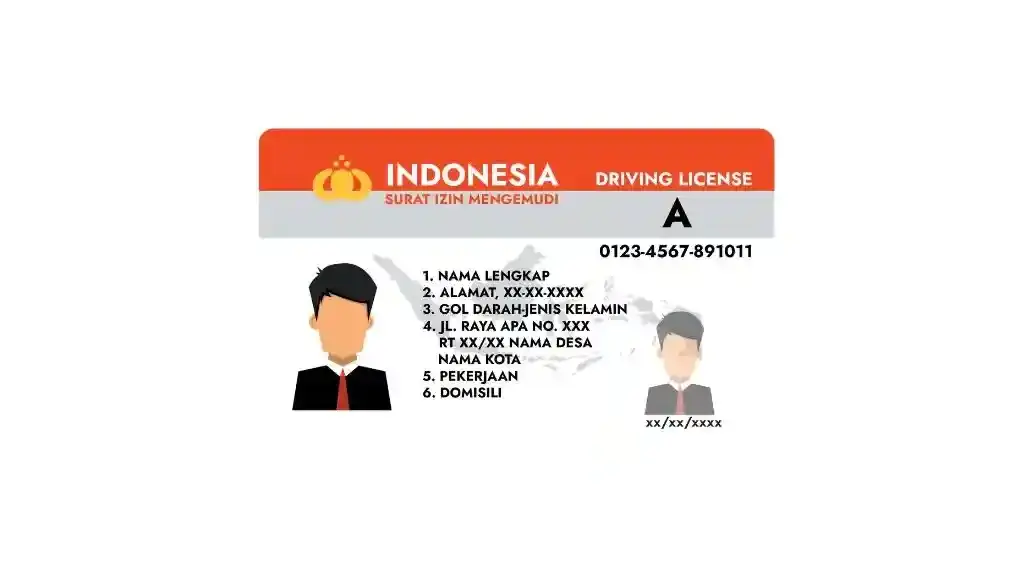 INDONESIA
SURAT IZIN MENGEMUDI
DRIVING LICENSE
A
0123-4567-891011
1. NAMA LENGKAP
2. ALAMAT, XX-XX-XXXX
3. GOL DARAH-JENIS KELAMIN
4. JL. RAYA APA NO. XXX
RT XX/XX NAMA DESA
NAMA KOTA
5. PEKERJAAN
6. DOMISILI
xx/xx/xxxx